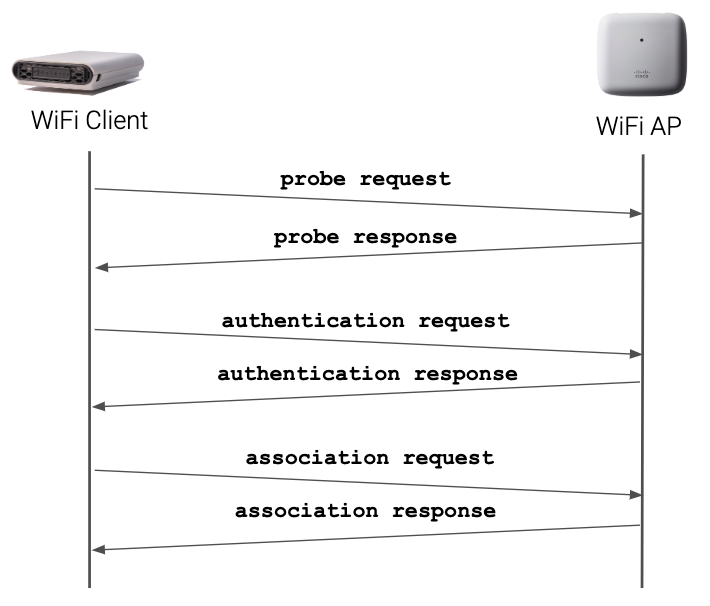 WiFi Client
WiFi AP
probe request
probe response
authentication request
authentication response
association request
association response